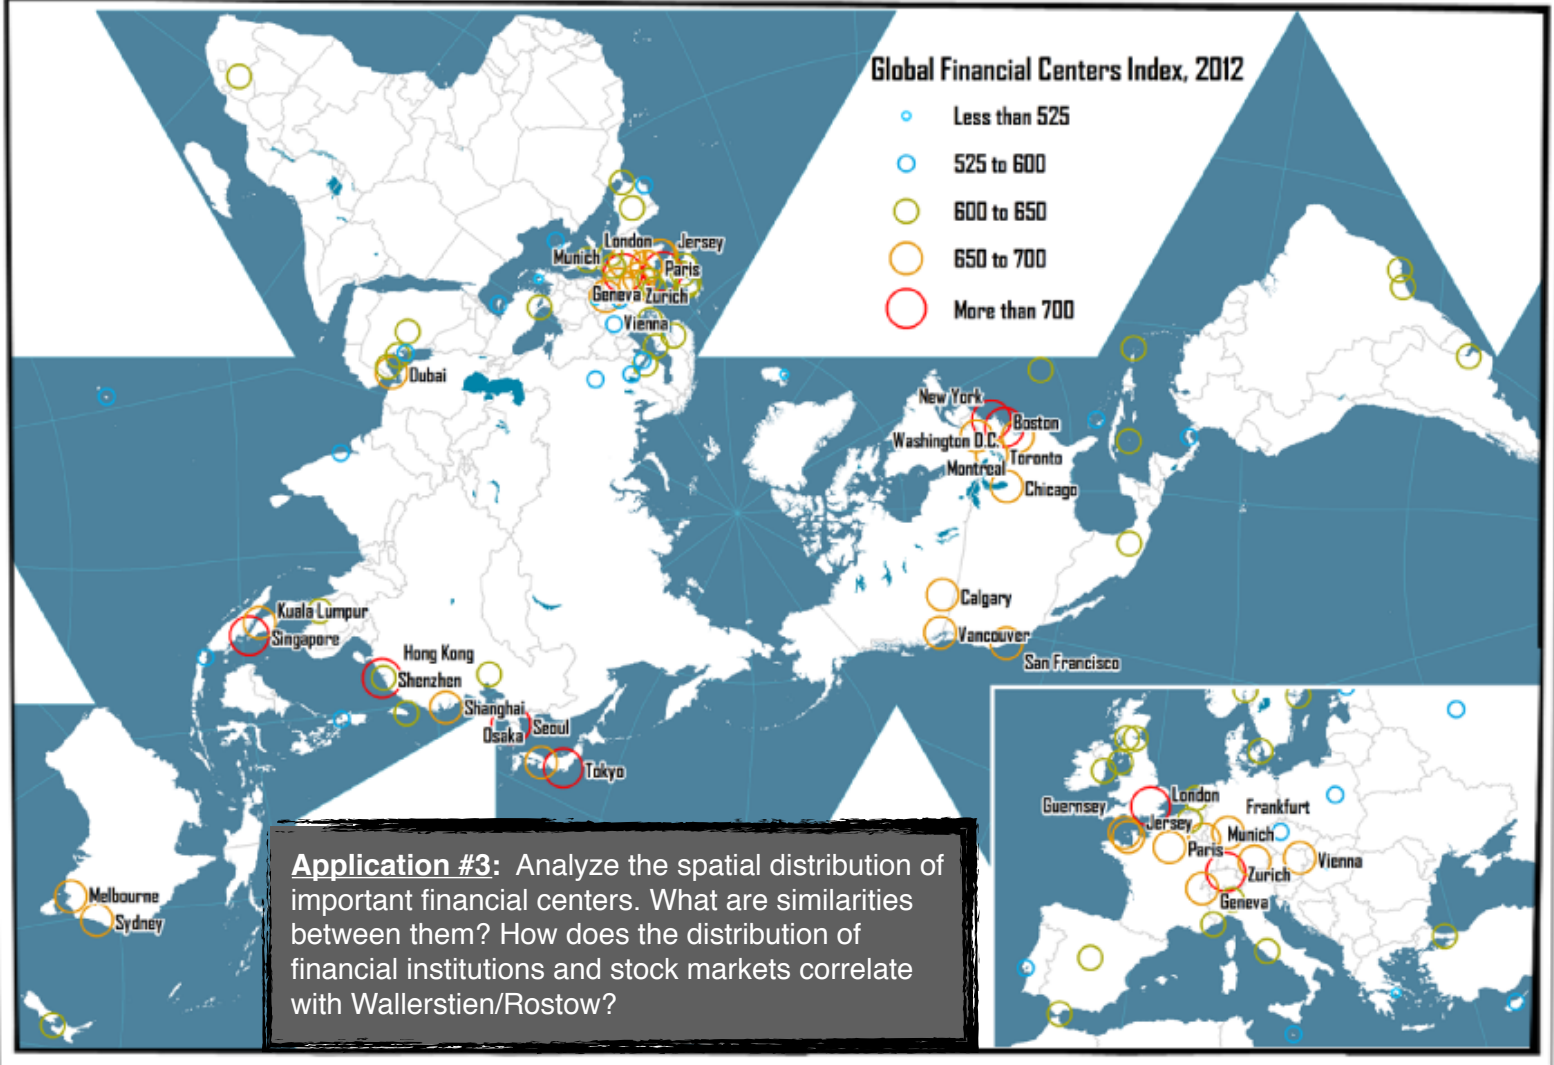 Global Financial Centers Index, 2012
Less than 525
525 to 600
600 to 650
650 to 700
More than 700
London
Jersey
Munich
Paris
Geneva
Zurich
Vienna
Dubai
New York
Boston
Washington D.C.
Toronto
Montreal
Chicago
Calgary
Vancouver
San Francisco
Kuala Lumpur
Singapore
Hong Kong
Shenzhen
Shanghai
Seoul
Osaka
Tokyo
Melbourne
Sydney
London
Guernsey
Frankfurt
Jersey
Munich
Paris
Vienna
Zurich
Geneva
Application #3: Analyze the spatial distribution of
important financial centers. What are similarities
between them? How does the distribution of
financial institutions and stock markets correlate
with Wallerstien/Rostow?